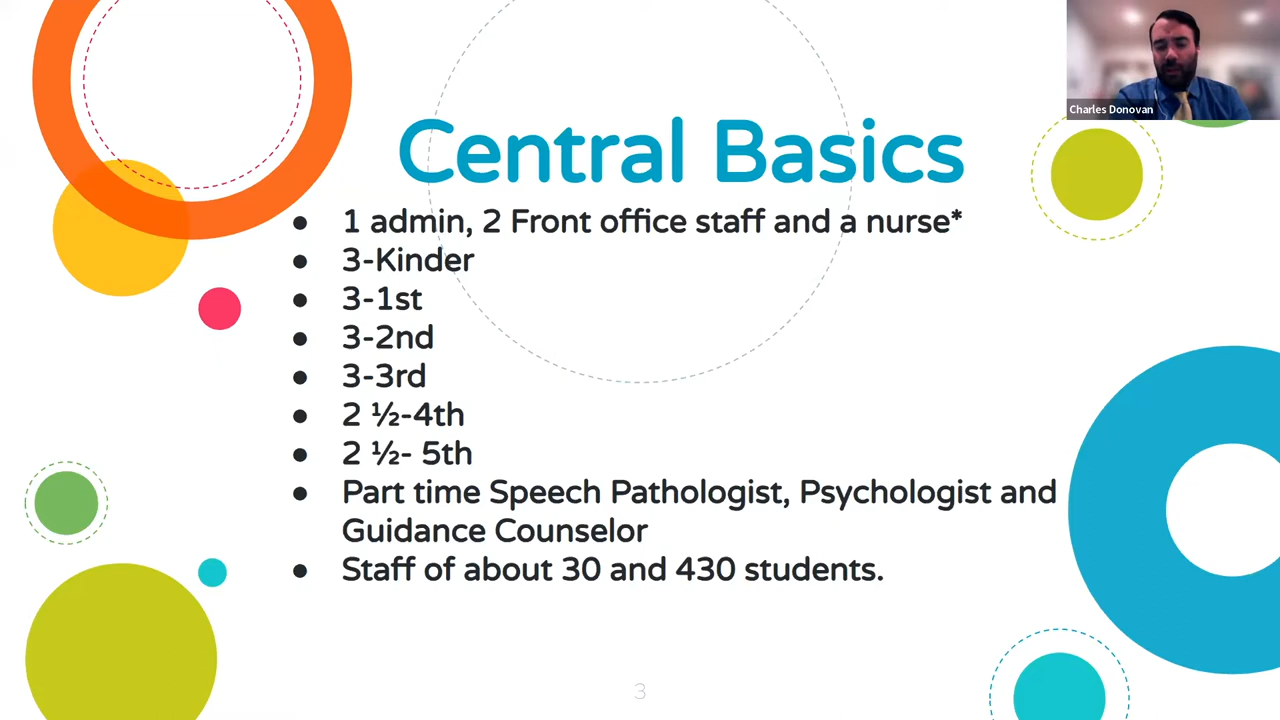 Charles Donovan
Central Basics
● 1 admin, 2 Front office staff and a nurse*
● 3-Kinder
● 3-1st
● 3-2nd
● 3-3rd
● 2 ½-4th
● 2 ½- 5th
● Part time Speech Pathologist, Psychologist and
Guidance Counselor
● Staff of about 30 and 430 students.
3